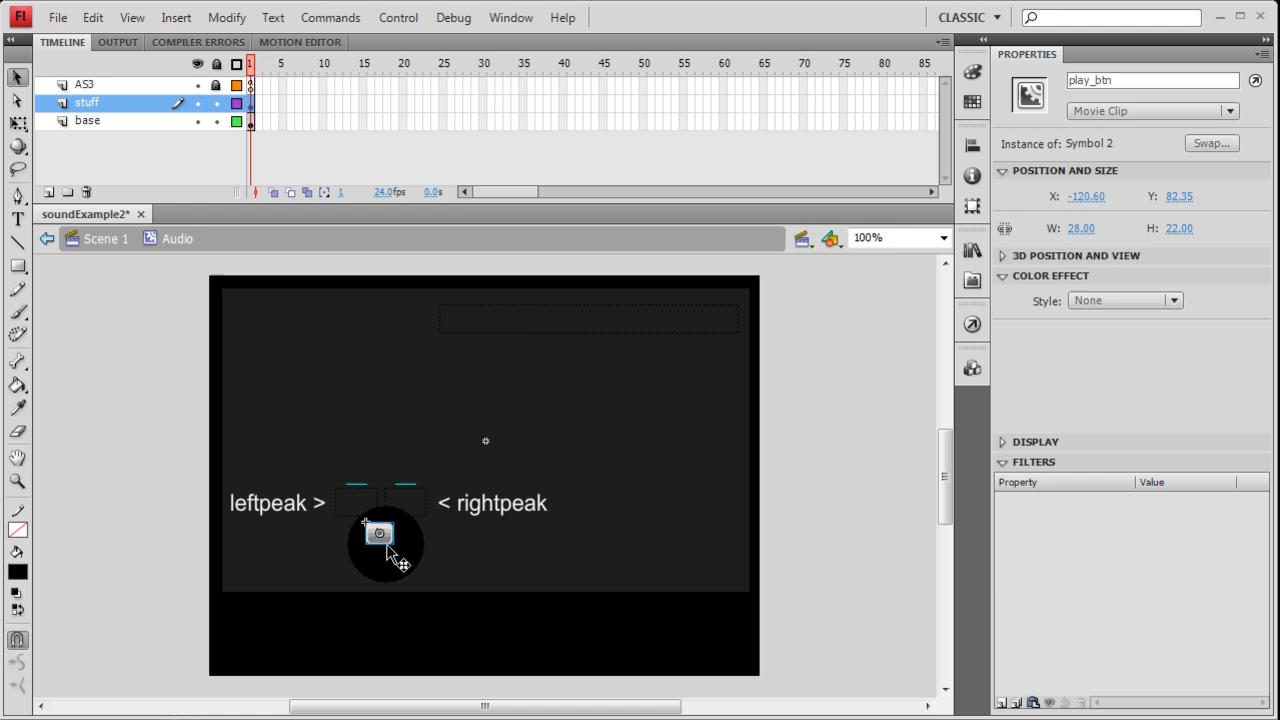 Fl File Edit View Insert Modify Text Commands Control Debug Window Help CLASSIC
TIMELINE OUTPUT COMPILER ERRORS MOTION EDITOR PROPERTIES
1 5 10 15 20 25 30 35 40 45 50 55 60 65 70 75 80 85
AS3 play_btn
stuff Movie Clip
base
Instance of: Symbol 2 Swap...
POSITION AND SIZE
1 24.0fps 0.0s X: -120.60 Y: 82.35
soundExample2* W: 28.00 H: 22.00
Scene 1 Audio 100%
3D POSITION AND VIEW
COLOR EFFECT
Style: None
DISPLAY
FILTERS
Property Value
leftpeak > < rightpeak